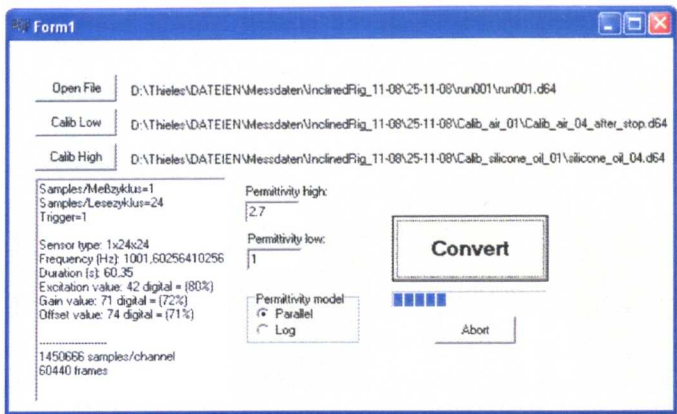 Form1
Open File D:\Thieles\DATEIEN\Messdaten\InclinedRig_11-08\25-11-08\run001\run001.d64
Calib Low D:\Thieles\DATEIEN\Messdaten\InclinedRig_11-08\25-11-08\Calib_air_01\Calib_air_04_after_stop.d64
Calib High D:\Thieles\DATEIEN\Messdaten\InclinedRig_11-08\25-11-08\Calib_silicone_oil_01\silicone_oil_04.d64
Samples/Meßzyklus=1
Samples/Lesezyklus=24
Trigger=1
Sensor type: 1x24x24
Frequency (Hz): 1001,60256410256
Duration (s): 60,35
Excitation value: 42 digital = (80%)
Gain value: 71 digital = (72%)
Offset value: 74 digital = (71%)
-------------------
1450666 samples/channel
60440 frames
Permittivity high:
2.7
Permittivity low:
1
Permittivity model
Parallel
Log
Convert
Abort